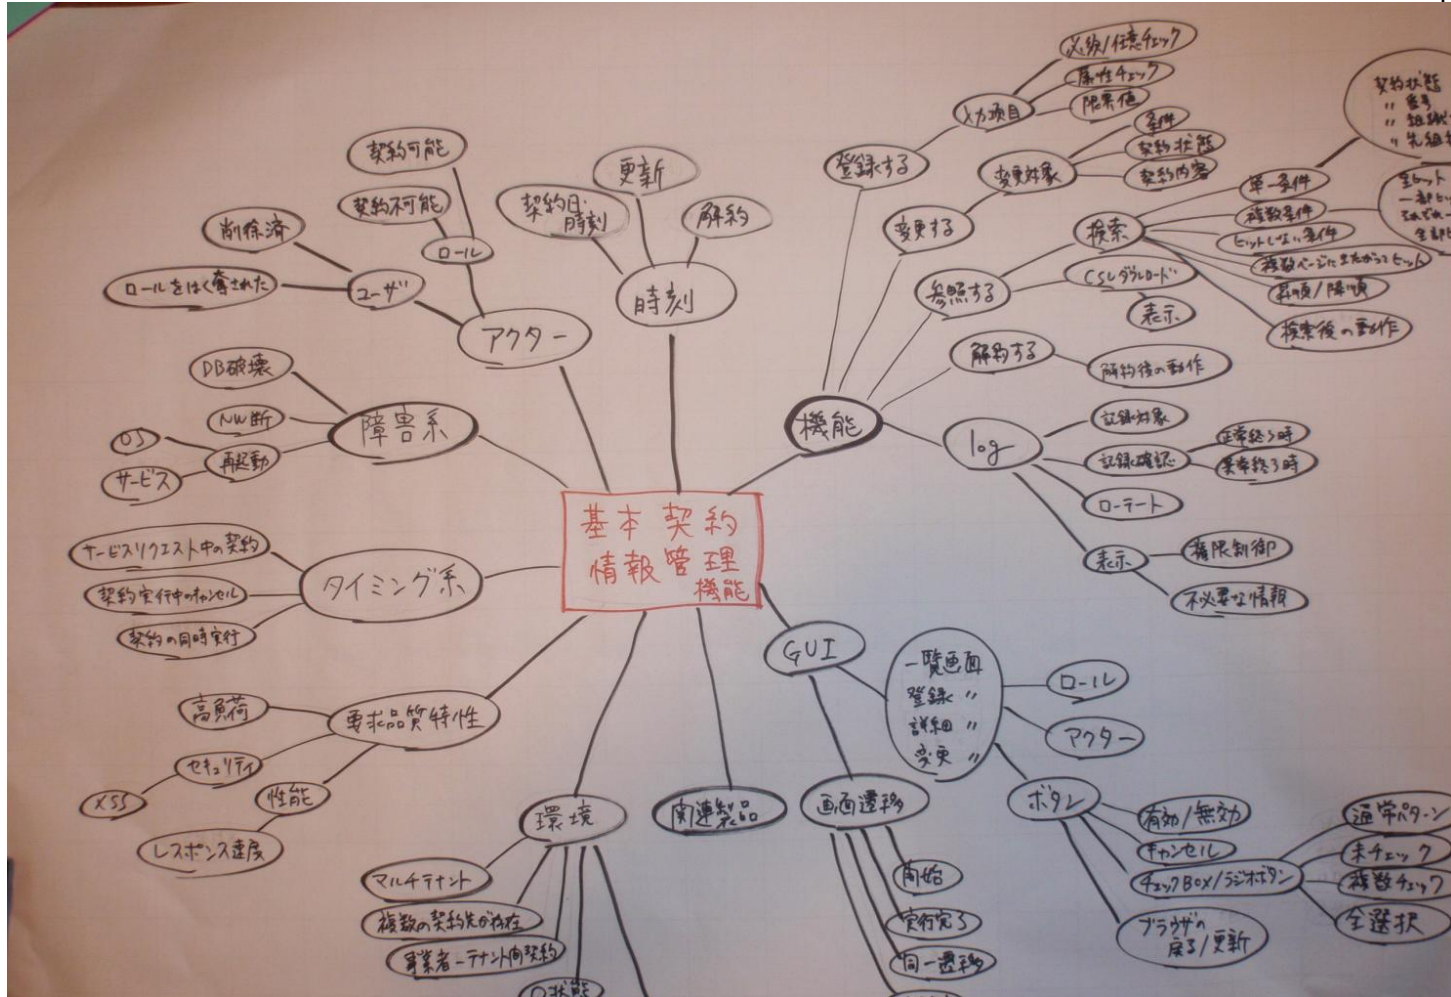 基本契約
情報管理
機能
時刻
契約日・
時刻
更新
解約
アクター
ロール
契約可能
契約不可能
ユーザ
削除済
ロールをはく奪された
障害系
DB破壊
NW断
再起動
OS
サービス
タイミング系
サービスリクエスト中の契約
契約実行中のキャンセル
契約の同時実行
要求品質特性
高負荷
セキュリティ
XSS
性能
レスポンス速度
環境
マルチテナント
複数の契約先が存在
事業者-テナント間契約
関連製品
GUI
画面遷移
開始
実行完了
同一遷移
一覧画面
登録 〃
詳細 〃
変更 〃
ロール
アクター
ボタン
有効/無効
キャンセル
チェックBOX/ラジオボタン
通常パターン
未チェック
複数チェック
全選択
ブラウザの
戻る/更新
機能
登録する
入力項目
必須/任意チェック
属性チェック
限界値
変更する
変更対象
条件
契約状態
契約内容
参照する
検索
単一条件
契約状態
〃 番号
複数条件
全ヒット
ヒットしない条件
複数ページにまたがってヒット
昇順/降順
検索後の動作
CSVダウンロード
表示
解約する
解約後の動作
log
記録対象
記録確認
正常終了時
異常終了時
ローテート
表示
権限制御
不必要な情報